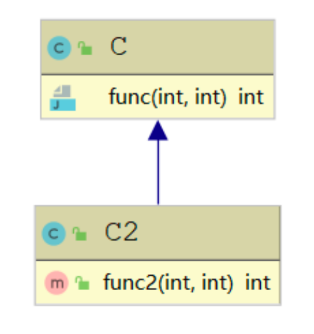 C C
J func(int, int) int
C C2
m func2(int, int) int